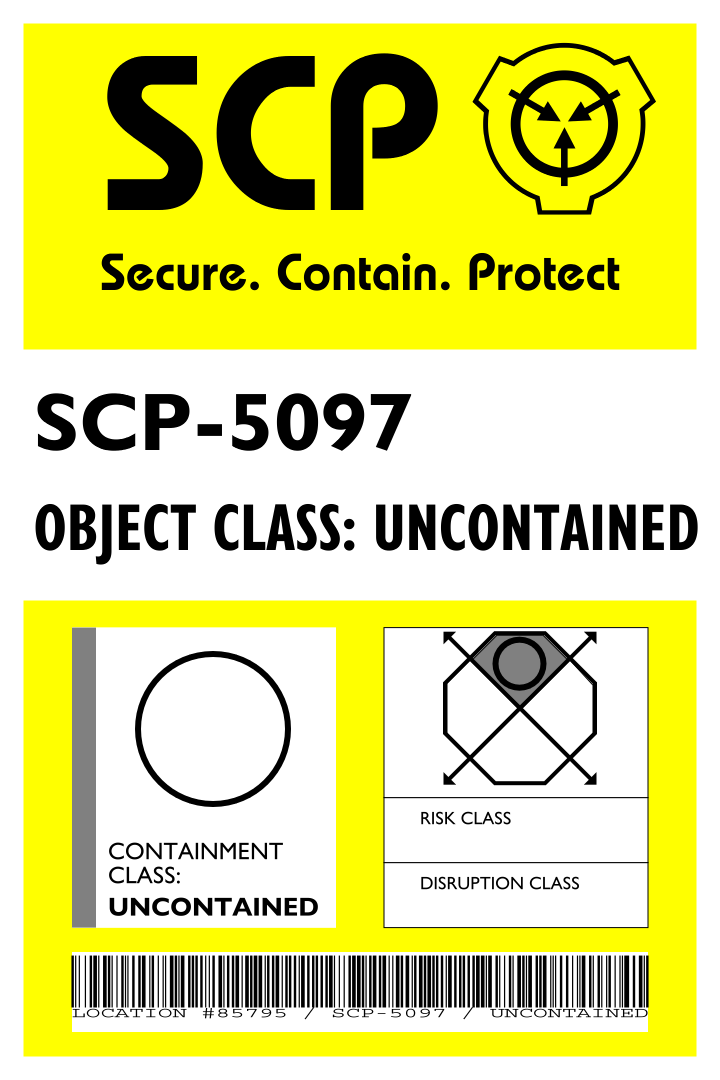 SCP
Secure. Contain. Protect
SCP-5097
OBJECT CLASS: UNCONTAINED
CONTAINMENT
CLASS:
UNCONTAINED
RISK CLASS
DISRUPTION CLASS
LOCATION #85795 / SCP-5097 / UNCONTAINED